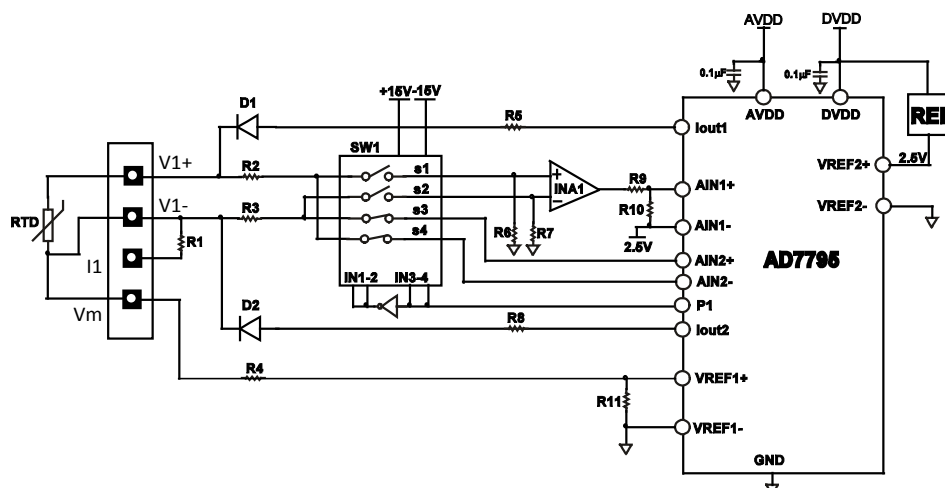 AVDD DVDD
0.1µF 0.1µF
+15V -15V
D1 R5 Iout1 AVDD DVDD REF
SW1
VREF2+ 2.5V
V1+ R2 s1
+ INA1 - R9 AIN1+
s2
V1- R3 s3 R10 VREF2-
RTD R1 s4 R6 R7 2.5V AIN1-
AD7795
I1 AIN2+
IN1-2 IN3-4 AIN2-
Vm D2 P1
R8 Iout2
R4 VREF1+
R11
VREF1-
GND